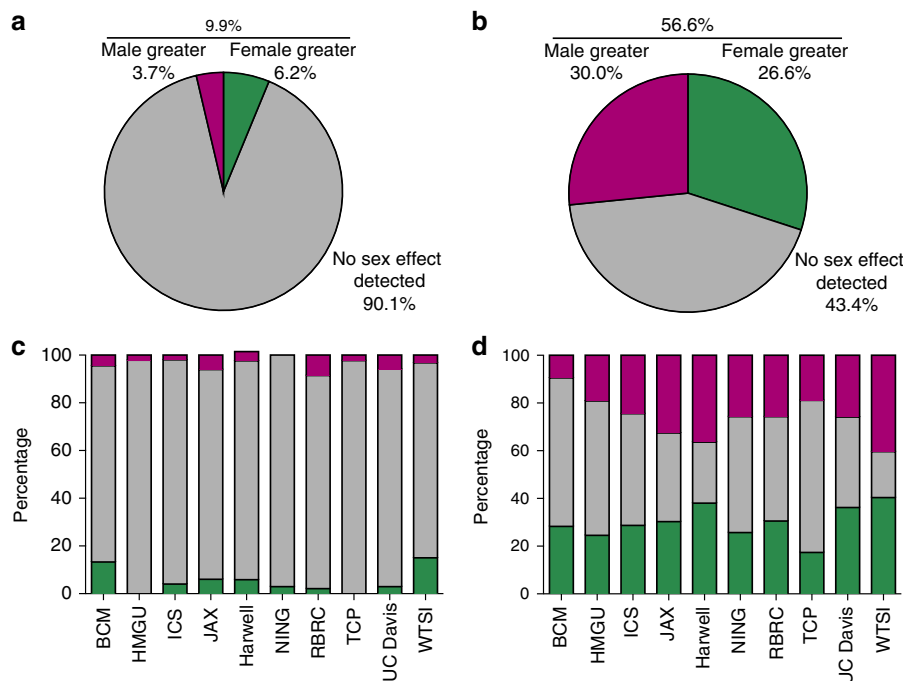 a
9.9%
Male greater
3.7%
Female greater
6.2%
No sex effect
detected
90.1%
b
56.6%
Male greater
30.0%
Female greater
26.6%
No sex effect
detected
43.4%
c
Percentage
100
80
60
40
20
0
BCM
HMGU
ICS
JAX
Harwell
NING
RBRC
TCP
UC Davis
WTSI
d
Percentage
100
80
60
40
20
0
BCM
HMGU
ICS
JAX
Harwell
NING
RBRC
TCP
UC Davis
WTSI